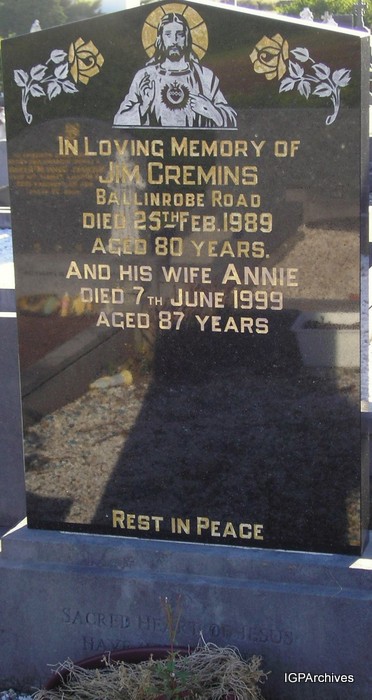 In Loving Memory of
Jim Cremins
Ballinrobe Road
died 25TH Feb. 1989
aged 80 years.
And his wife Annie
died 7th June 1999
aged 87 years
Rest in Peace
SACRED HEART OF JESUS
HAVE
IGPArchives